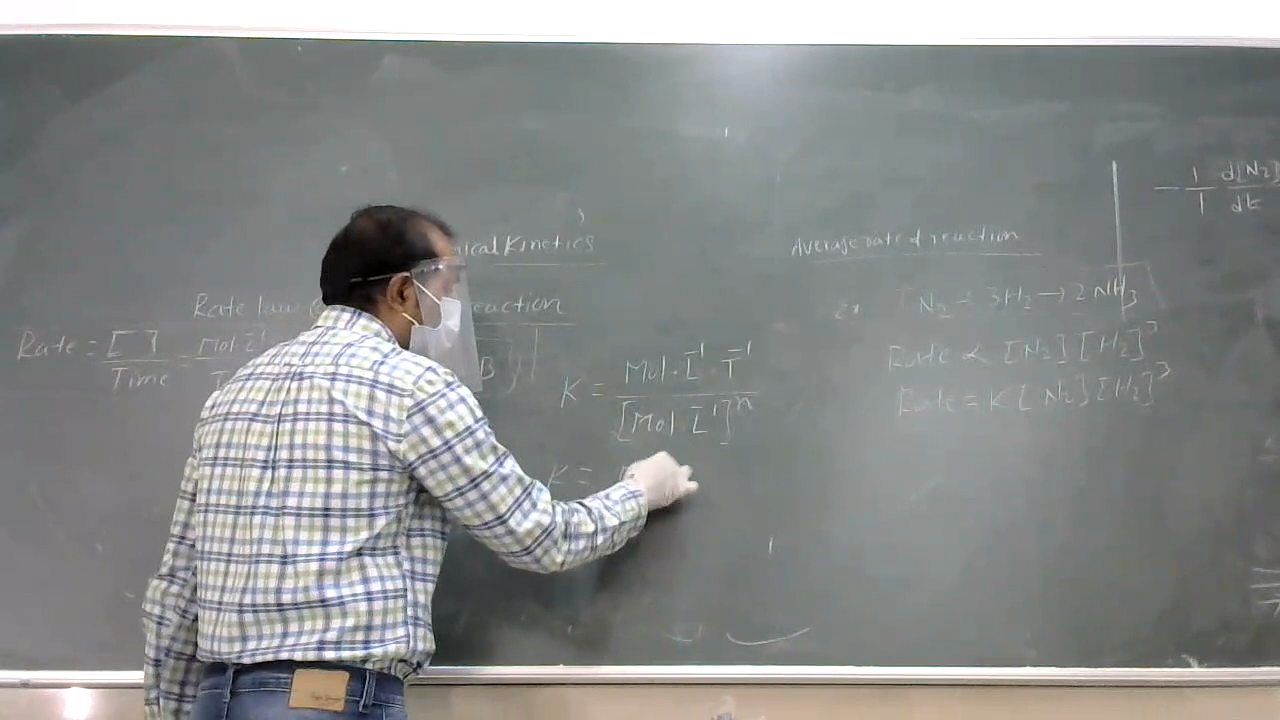 ical Kinetics
Rate law reaction
Rate = [ ] / Time = Mol L⁻¹
B
K = Mol · L⁻¹ · T⁻¹ / [Mol L⁻¹]ⁿ
K =
Average rate of reaction
Ex N₂ + 3H₂ → 2NH₃
Rate ∝ [N₂] [H₂]³
Rate = K [N₂] [H₂]³
- 1/1 d[N₂]/dt